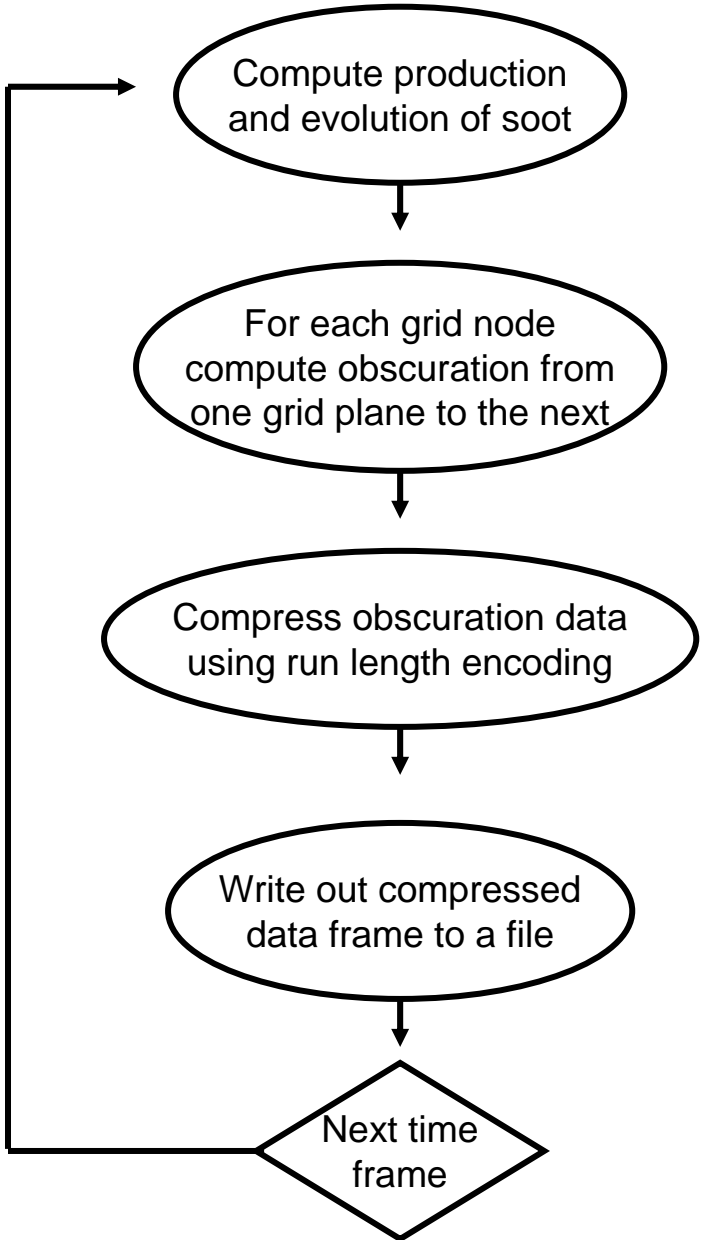 Compute production
and evolution of soot
For each grid node
compute obscuration from
one grid plane to the next
Compress obscuration data
using run length encoding
Write out compressed
data frame to a file
Next time
frame